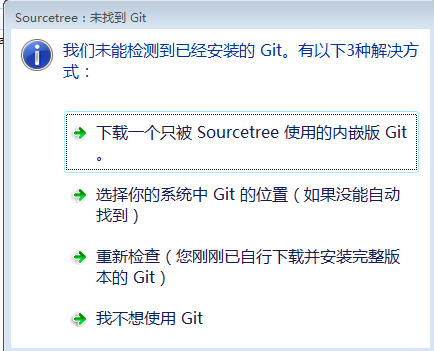 Sourcetree：未找到 Git
我们未能检测到已经安装的 Git。有以下3种解决方
式：
下载一个只被 Sourcetree 使用的内嵌版 Git
。
选择你的系统中 Git 的位置（如果没能自动
找到）
重新检查（您刚刚已自行下载并安装完整版
本的 Git）
我不想使用 Git